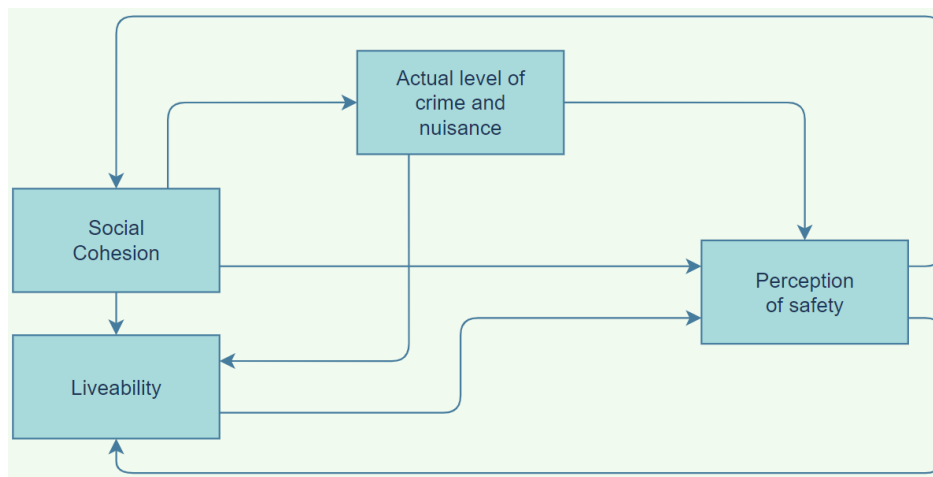 Actual level of
crime and
nuisance
Social
Cohesion
Perception
of safety
Liveability